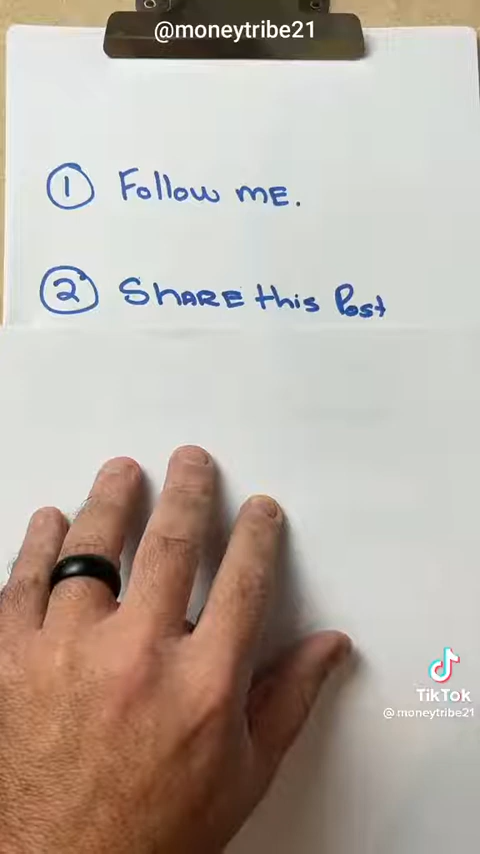 @moneytribe21
1 Follow ME.
2 SHARE this Post
TikTok
@moneytribe21